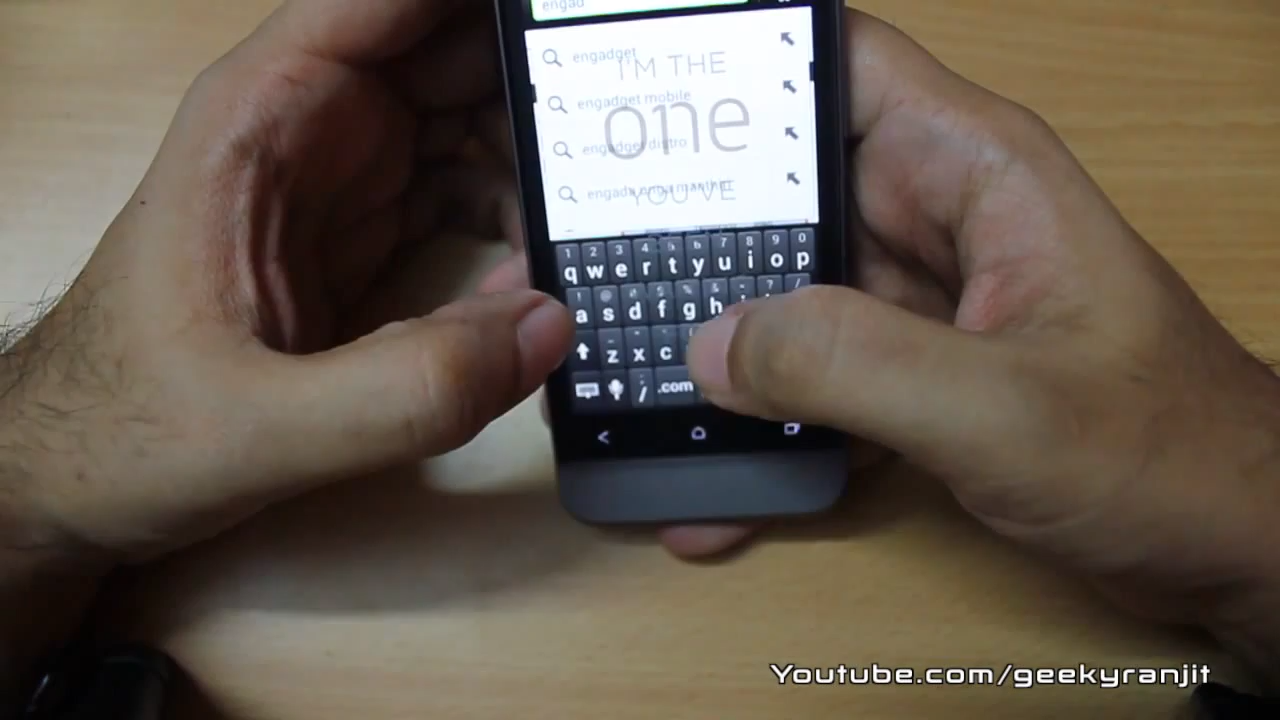 engad
engadget
I'M THE
engadget mobile
one
engadget distro
YOU'VE
1 2 3 4 5 6 7 8 9 0
q w e r t y u i o p
a s d f g h
z x c
/ .com
Youtube.com/geekyranjit